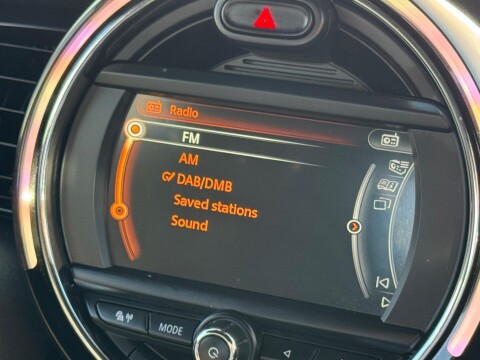 Radio
FM
AM
DAB/DMB
Saved stations
Sound
MODE